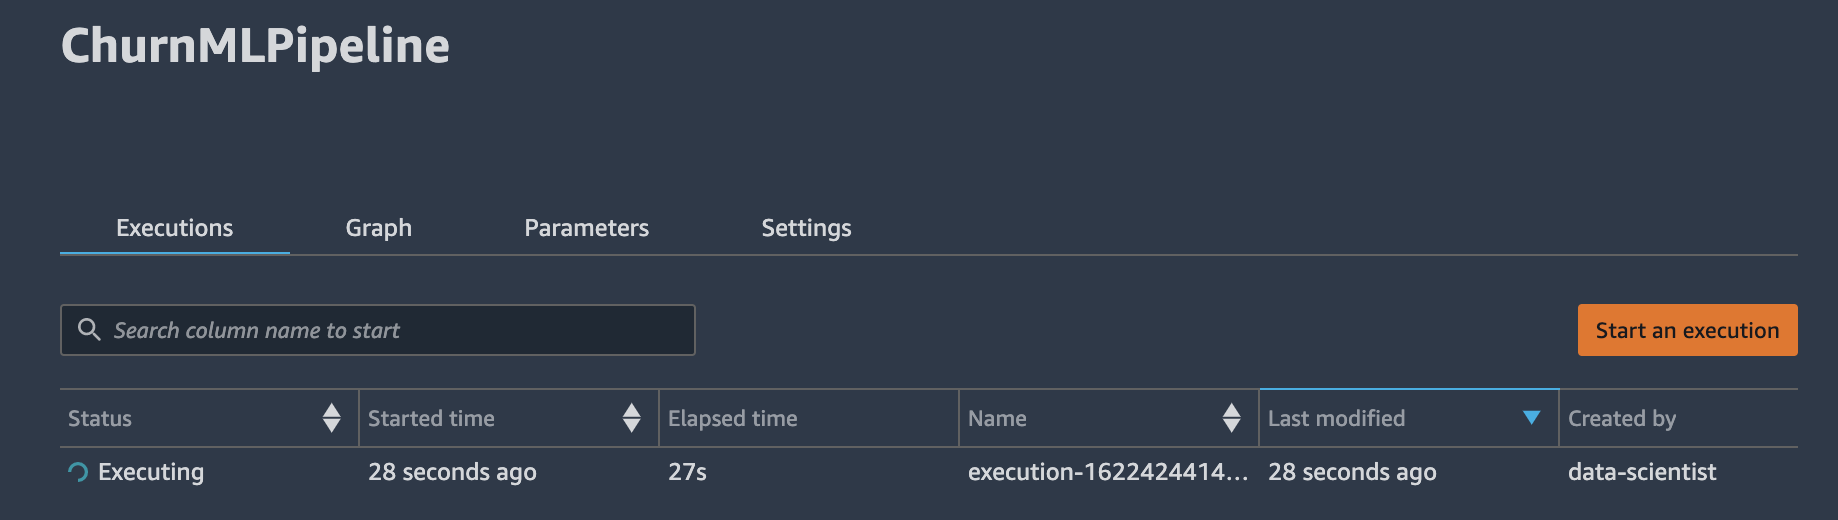 ChurnMLPipeline
Executions Graph Parameters Settings
Search column name to start
Start an execution
Status Started time Elapsed time Name Last modified Created by
Executing 28 seconds ago 27s execution-1622424414... 28 seconds ago data-scientist